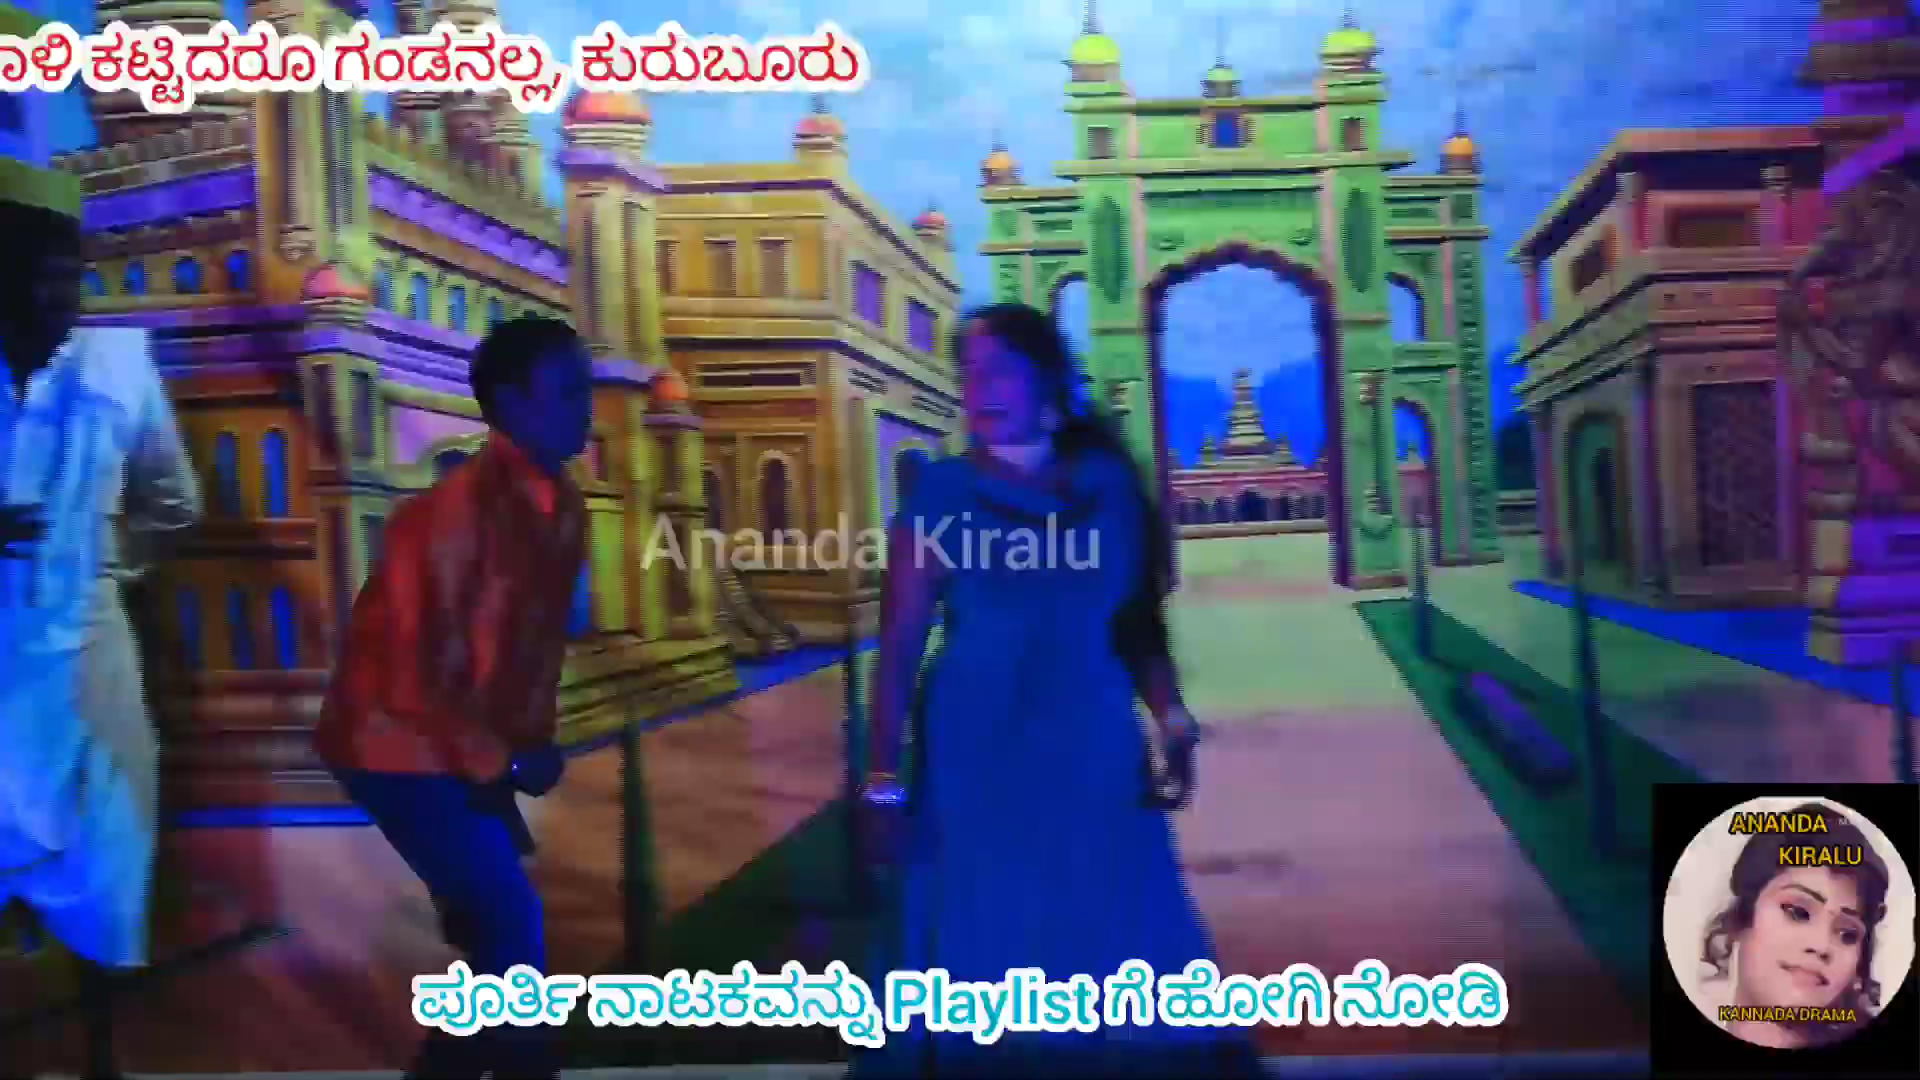 ಕಟ್ಟಿದರೂ ಗಂಡನಲ್ಲ, ಕುರುಬೂರು
Ananda Kiralu
ANANDA
KIRALU
KANNADA DRAMA
ಪೂರ್ತಿ ನಾಟಕವನ್ನು Playlist ಗೆ ಹೋಗಿ ನೋಡಿ